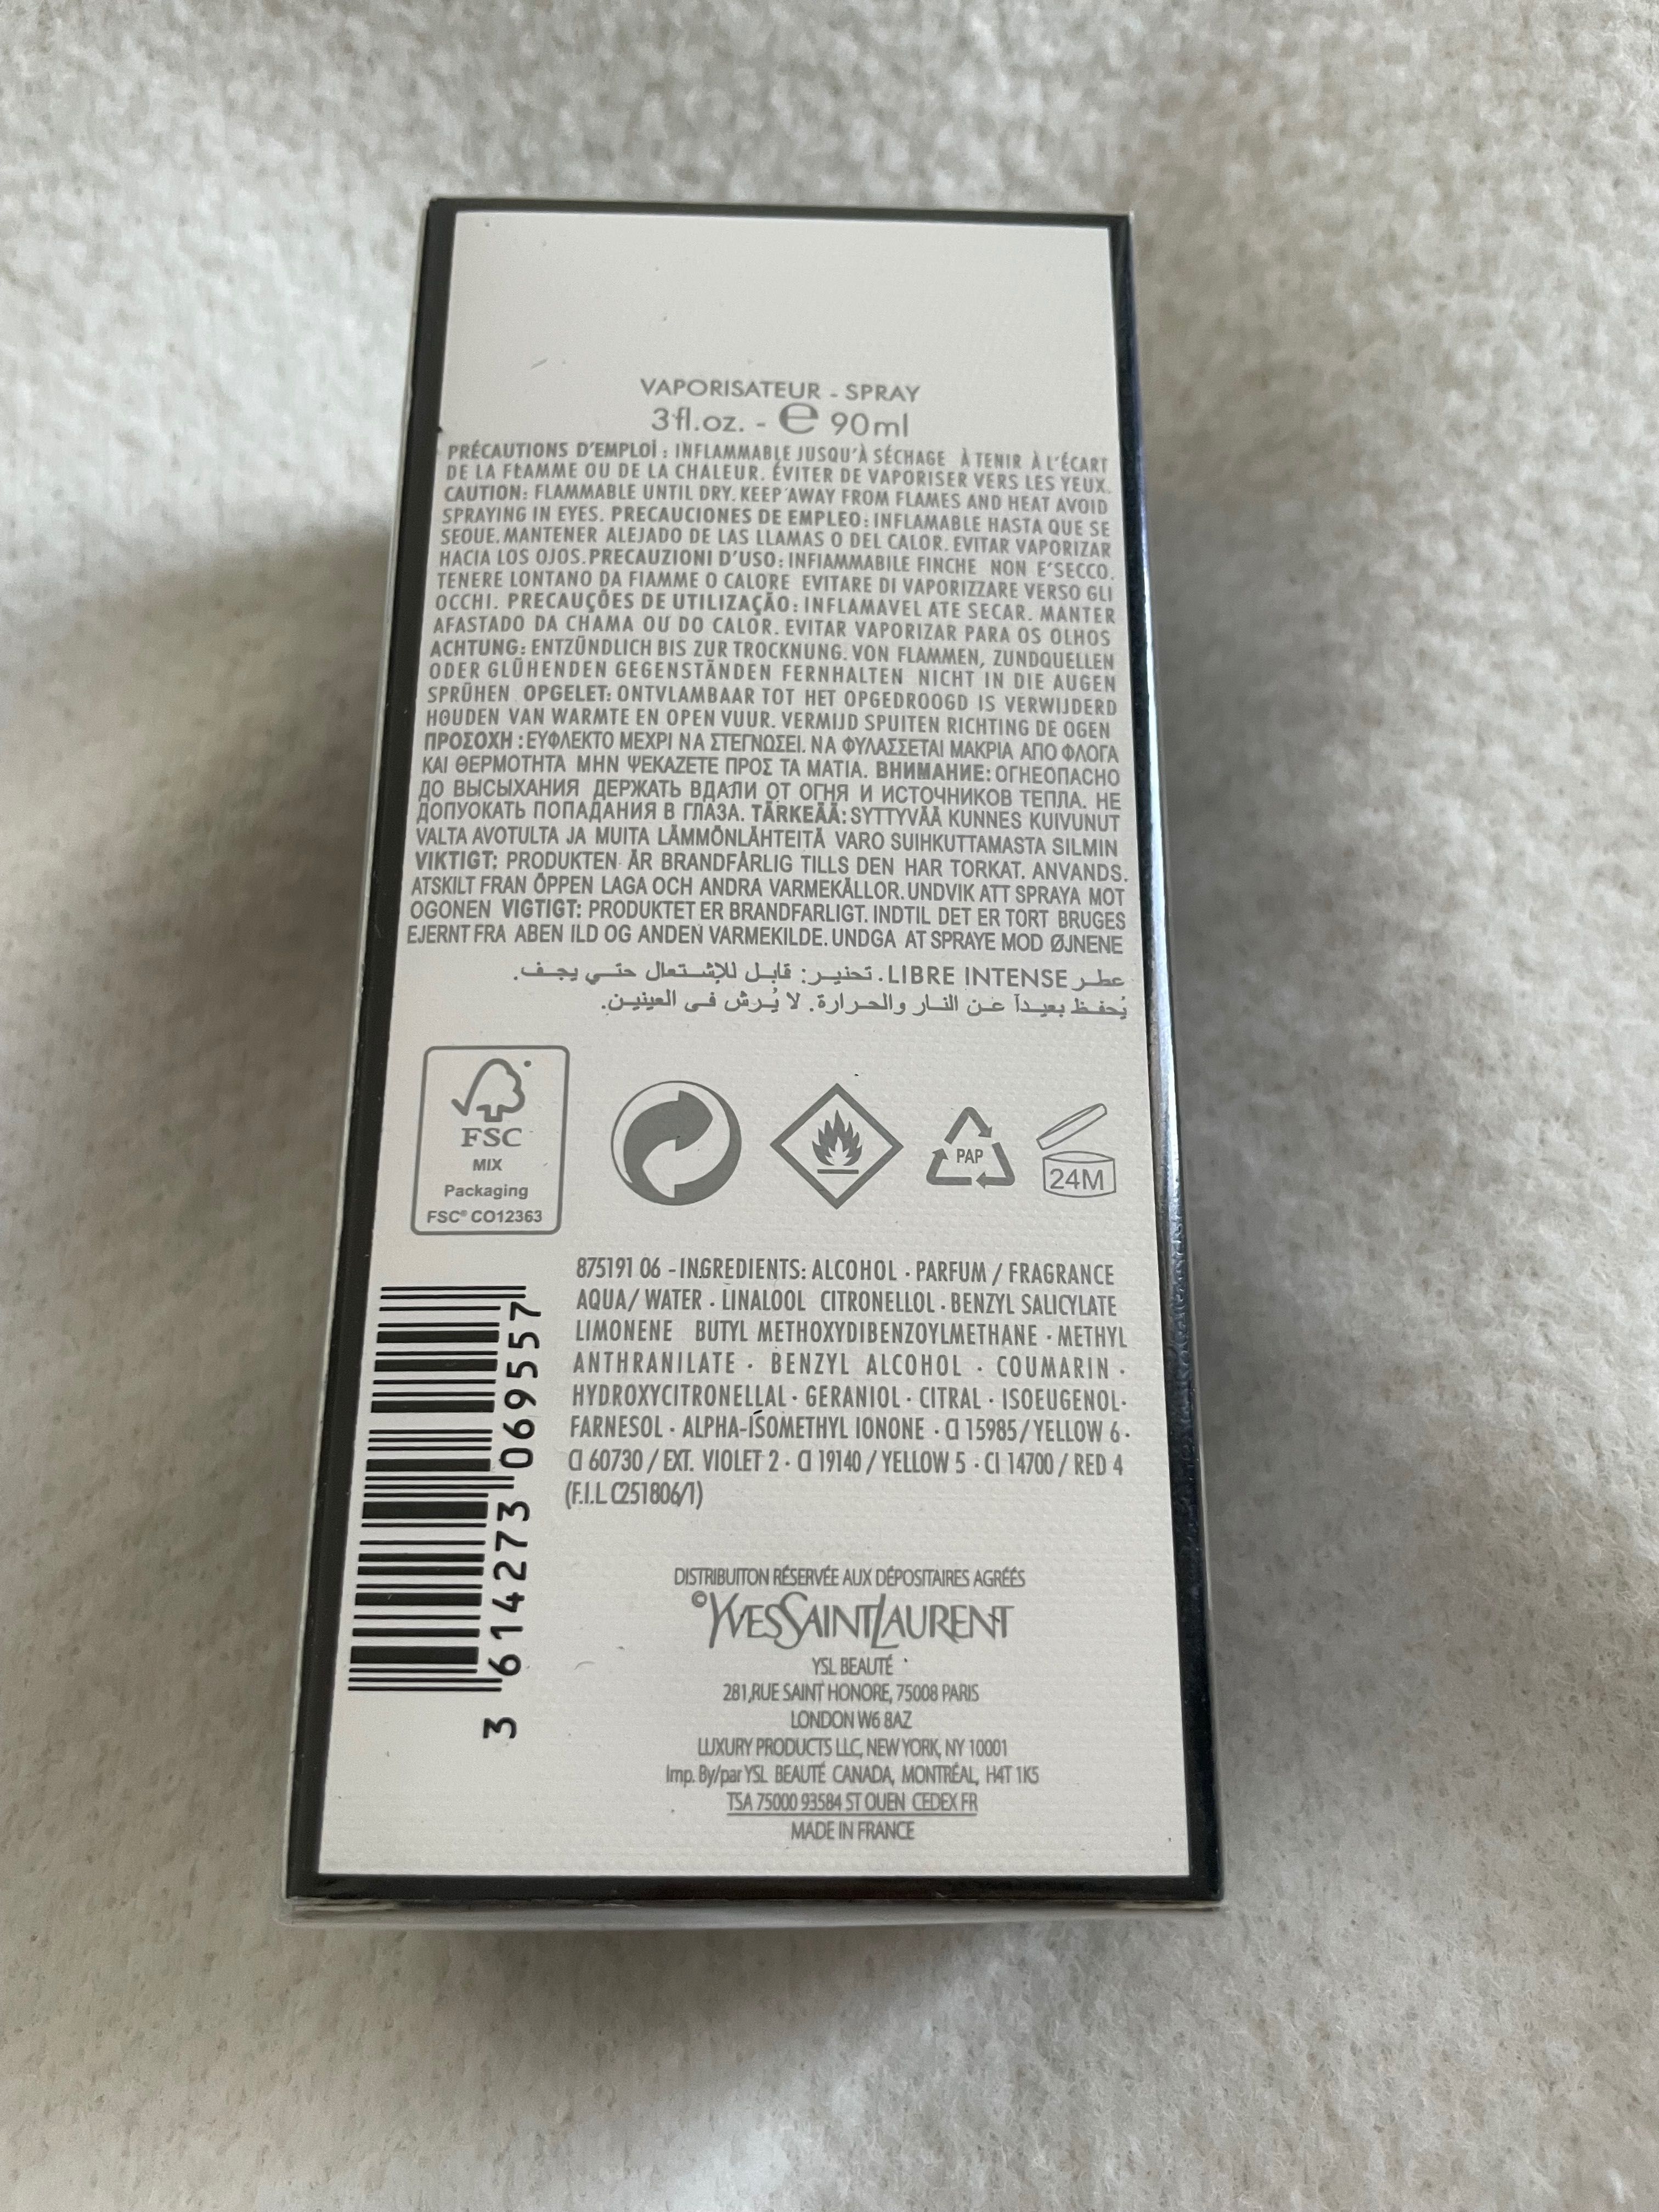 VAPORISATEUR - SPRAY
3 fl.oz. - ℮ 90ml
PRÉCAUTIONS D'EMPLOİ : INFLAMMABLE JUSQU'À SÉCHAGE À TENIR À L'ÉCART
DE LA FLAMME OU DE LA CHALEUR. ÉVITER DE VAPORISER VERS LES YEUX.
CAUTION: FLAMMABLE UNTIL DRY. KEEP AWAY FROM FLAMES AND HEAT AVOID
SPRAYING IN EYES. PRECAUCIONES DE EMPLEO: INFLAMABLE HASTA QUE SE
SEOUE. MANTENER ALEJADO DE LAS LLAMAS O DEL CALOR. EVITAR VAPORIZAR
HACIA LOS OJOS. PRECAUZIONI D'USO: INFIAMMABILE FINCHE NON E'SECCO.
TENERE LONTANO DA FIAMME O CALORE EVITARE DI VAPORIZZARE VERSO GLI
OCCHI. PRECAUÇÕES DE UTILIZAÇÃO: INFLAMAVEL ATE SECAR. MANTER
AFASTADO DA CHAMA OU DO CALOR. EVITAR VAPORIZAR PARA OS OLHOS
ACHTUNG: ENTZÜNDLICH BIS ZUR TROCKNUNG. VON FLAMMEN, ZUNDQUELLEN
ODER GLÜHENDEN GEGENSTÄNDEN FERNHALTEN NICHT IN DIE AUGEN
SPRÜHEN OPGELET: ONTVLAMBAAR TOT HET OPGEDROOGD IS VERWIJDERD
HOUDEN VAN WARMTE EN OPEN VUUR. VERMIJD SPUITEN RICHTING DE OGEN
ΠΡΟΣΟΧΗ : ΕΥΦΛΕΚΤΟ ΜΕΧΡΙ ΝΑ ΣΤΕΓΝΩΣΕΙ. ΝΑ ΦΥΛΑΣΣΕΤΑΙ ΜΑΚΡΙΑ ΑΠΟ ΦΛΟΓΑ
ΚΑΙ ΘΕΡΜΟΤΗΤΑ ΜΗΝ ΨΕΚΑΖΕΤΕ ΠΡΟΣ ΤΑ ΜΑΤΙΑ. ВНИМАНИЕ: ОГНЕОПАСНО
ДО ВЫСЫХАНИЯ ДЕРЖАТЬ ВДАЛИ ОТ ОГНЯ И ИСТОЧНИКОВ ТЕПЛА. НЕ
ДОПУОКАТЬ ПОПАДАНИЯ В ГЛАЗА. TÄRKEÄÄ: SYTTYVÄÄ KUNNES KUIVUNUT
VALTA AVOTULTA JA MUITA LÄMMÖNLÄHTEITÄ VARO SUIHKUTTAMASTA SILMIN
VIKTIGT: PRODUKTEN ÄR BRANDFÄRLIG TILLS DEN HAR TORKAT. ANVANDS.
ATSKILT FRAN ÖPPEN LAGA OCH ANDRA VARMEKÄLLOR. UNDVIK ATT SPRAYA MOT
OGONEN VIGTIGT: PRODUKTET ER BRANDFARLIGT. INDTIL DET ER TORT BRUGES
EJERNT FRA ABEN ILD OG ANDEN VARMEKILDE. UNDGA AT SPRAYE MOD ØJNENE
عطر LIBRE INTENSE. تحذير: قابل للإشتعال حتى يجف.
يُحفظ بعيداً عن النار والحرارة. لا يُرش فى العينين.
FSC
MIX
Packaging
FSC® CO12363
PAP
24M
875191 06 - INGREDIENTS: ALCOHOL · PARFUM / FRAGRANCE
AQUA/ WATER · LINALOOL CITRONELLOL · BENZYL SALICYLATE
LIMONENE BUTYL METHOXYDIBENZOYLMETHANE · METHYL
ANTHRANILATE · BENZYL ALCOHOL · COUMARIN ·
HYDROXYCITRONELLAL · GERANIOL · CITRAL · ISOEUGENOL·
FARNESOL · ALPHA-ISOMETHYL IONONE · CI 15985/ YELLOW 6 ·
CI 60730 / EXT. VIOLET 2 · CI 19140 / YELLOW 5 · CI 14700 / RED 4
(F.I.L C251806/1)
3 614273 069557
DISTRIBUITON RÉSERVÉE AUX DÉPOSITAIRES AGRÉÉS
©YVESSAINTLAURENT
YSL BEAUTÉ
281,RUE SAINT HONORE, 75008 PARIS
LONDON W6 8AZ
LUXURY PRODUCTS LLC, NEW YORK, NY 10001
Imp. By/par YSL BEAUTÉ CANADA, MONTRÉAL, H4T 1K5
TSA 75000 93584 ST OUEN CEDEX FR
MADE IN FRANCE